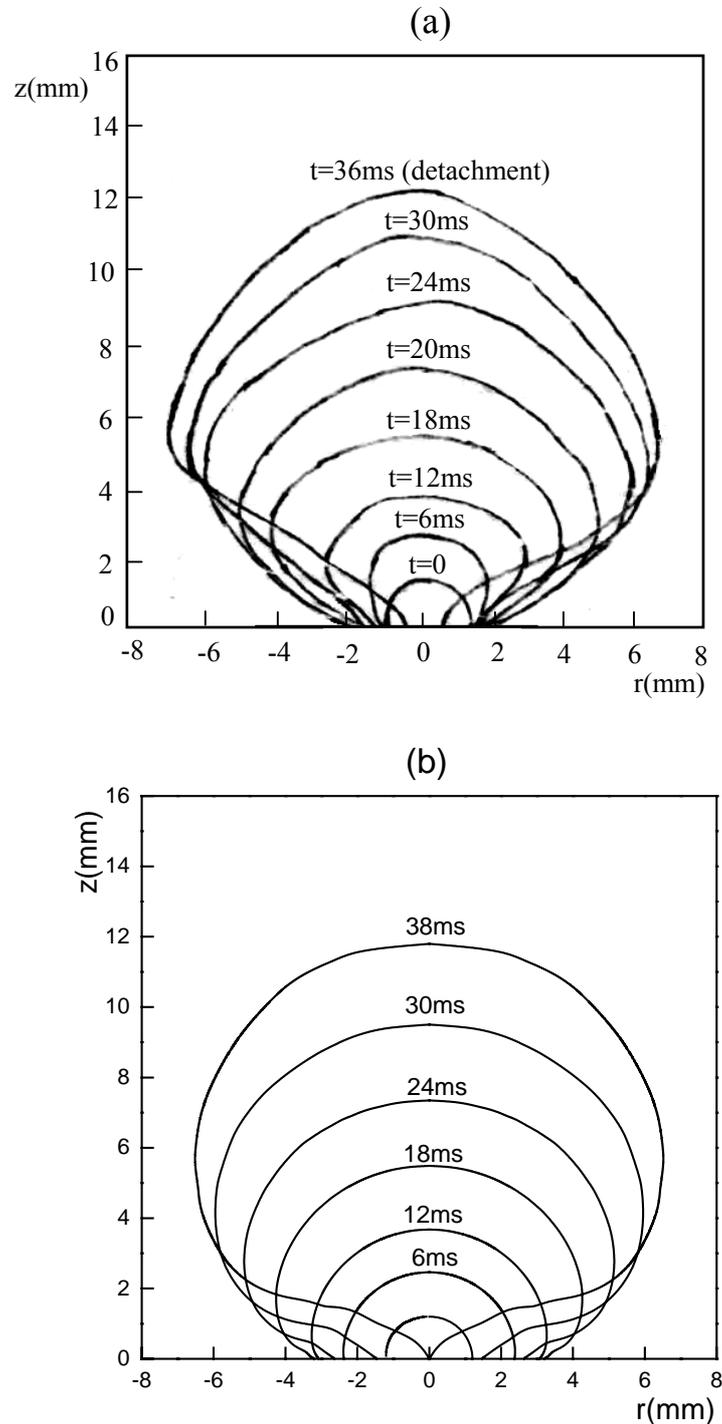 (a)
16
z(mm)
14
t=36ms (detachment)
12
t=30ms
10
t=24ms
8
t=20ms
6
t=18ms
t=12ms
4
t=6ms
2
t=0
0
-8 -6 -4 -2 0 2 4 6 8
r(mm)
(b)
16
z(mm)
14
38ms
12
30ms
10
8
24ms
6
18ms
4
12ms
6ms
2
0
-8 -6 -4 -2 0 2 4 6 8
r(mm)